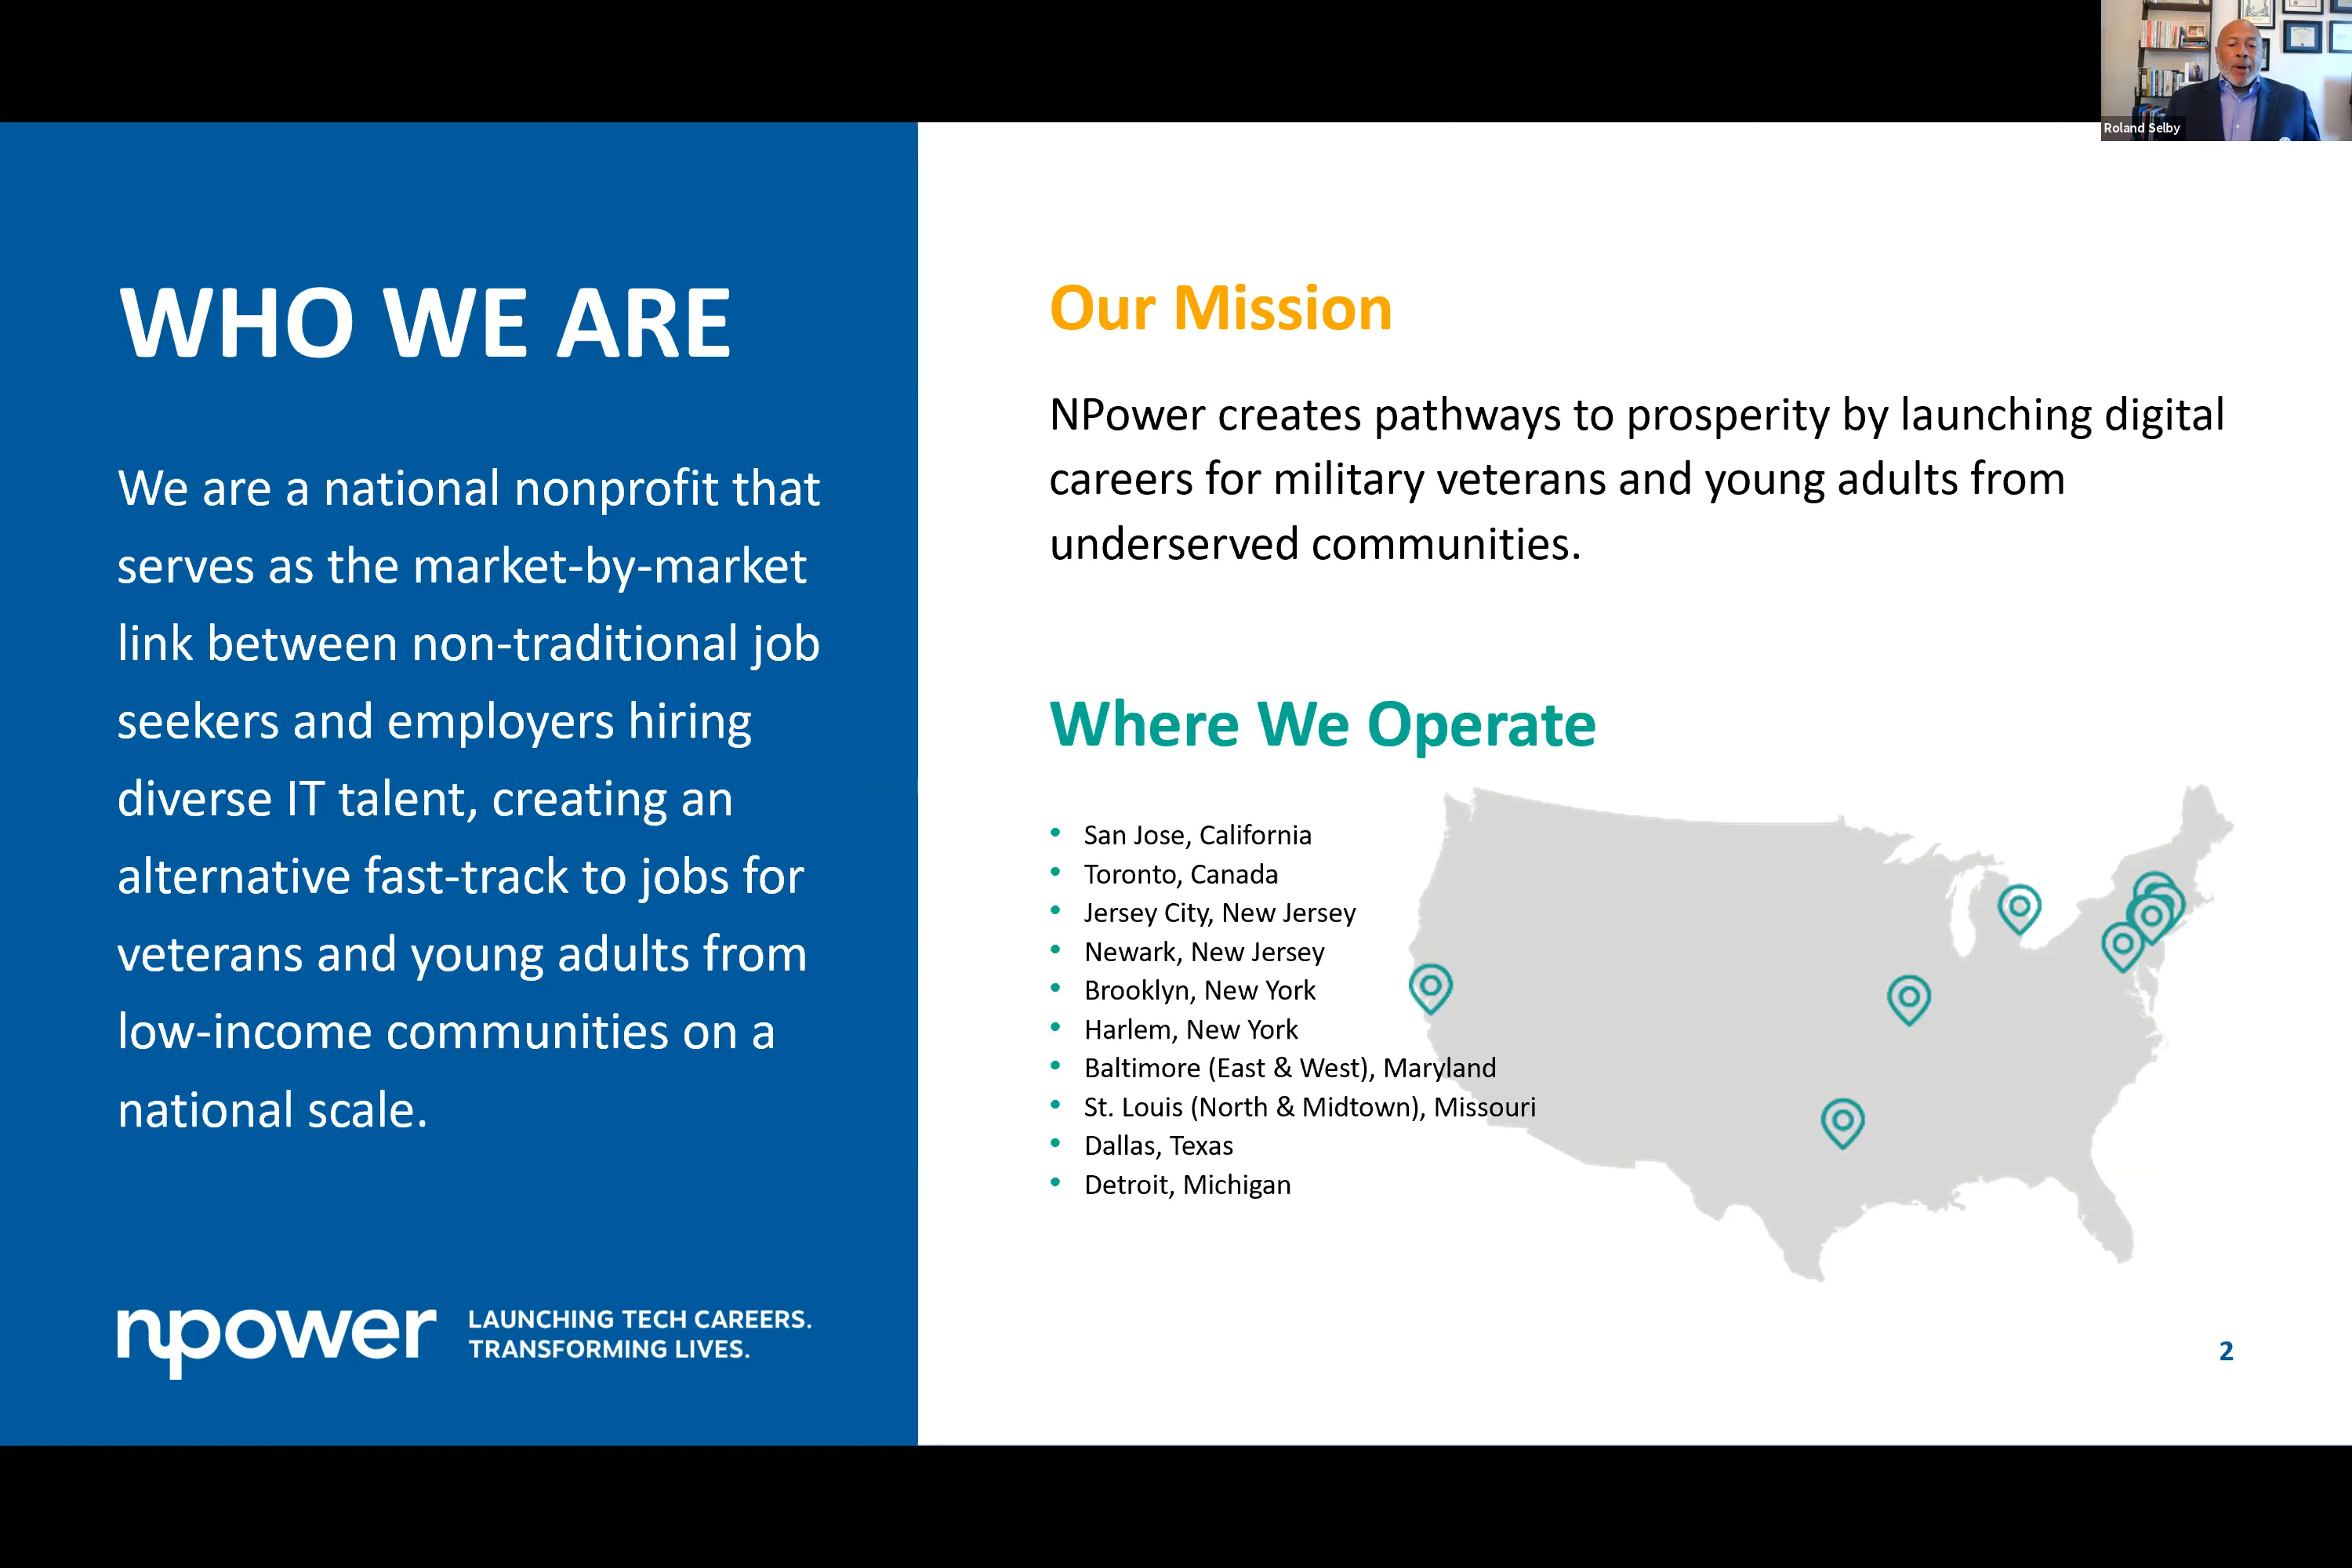 Roland Selby
WHO WE ARE
We are a national nonprofit that
serves as the market-by-market
link between non-traditional job
seekers and employers hiring
diverse IT talent, creating an
alternative fast-track to jobs for
veterans and young adults from
low-income communities on a
national scale.
npower
LAUNCHING TECH CAREERS.
TRANSFORMING LIVES.
Our Mission
NPower creates pathways to prosperity by launching digital
careers for military veterans and young adults from
underserved communities.
Where We Operate
• San Jose, California
• Toronto, Canada
• Jersey City, New Jersey
• Newark, New Jersey
• Brooklyn, New York
• Harlem, New York
• Baltimore (East & West), Maryland
• St. Louis (North & Midtown), Missouri
• Dallas, Texas
• Detroit, Michigan
2